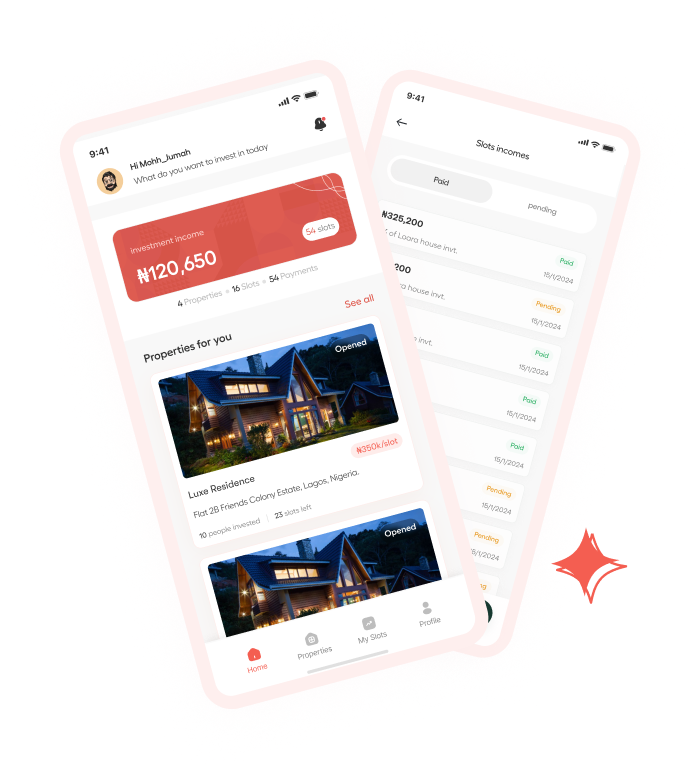 9:41
Hi Mohh_Jumah
What do you want to invest in today
investment income
₦120,650
54 slots
4 Properties 16 Slots 54 Payments
Properties for you
See all
Opened
₦350k/slot
Luxe Residence
Flat 2B Friends Colony Estate, Lagos, Nigeria.
10 people invested
23 slots left
Opened
Home
Properties
My Slots
Profile
9:41
Slots incomes
Paid
pending
₦325,200
of Laara house invt.
Paid
15/1/2024
200
house invt.
Pending
15/1/2024
invt.
Paid
15/1/2024
Paid
15/1/2024
Paid
15/1/2024
Pending
15/1/2024
Pending
15/1/2024